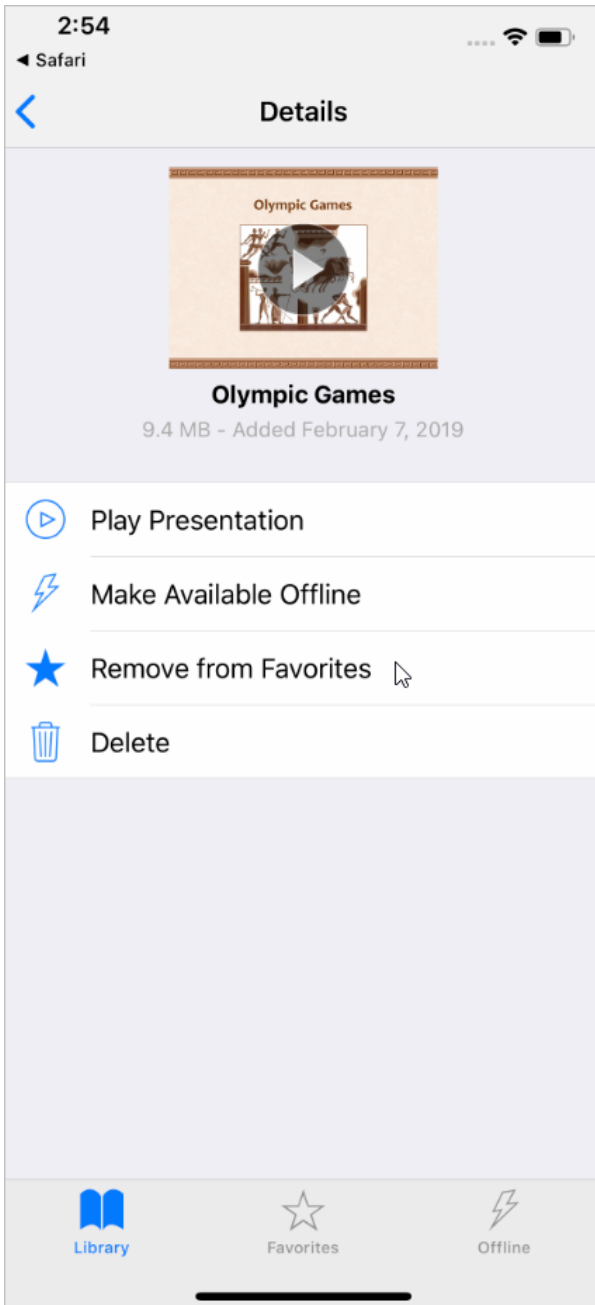 2:54
Safari
Details
Olympic Games
Olympic Games
9.4 MB - Added February 7, 2019
Play Presentation
Make Available Offline
Remove from Favorites
Delete
Library
Favorites
Offline